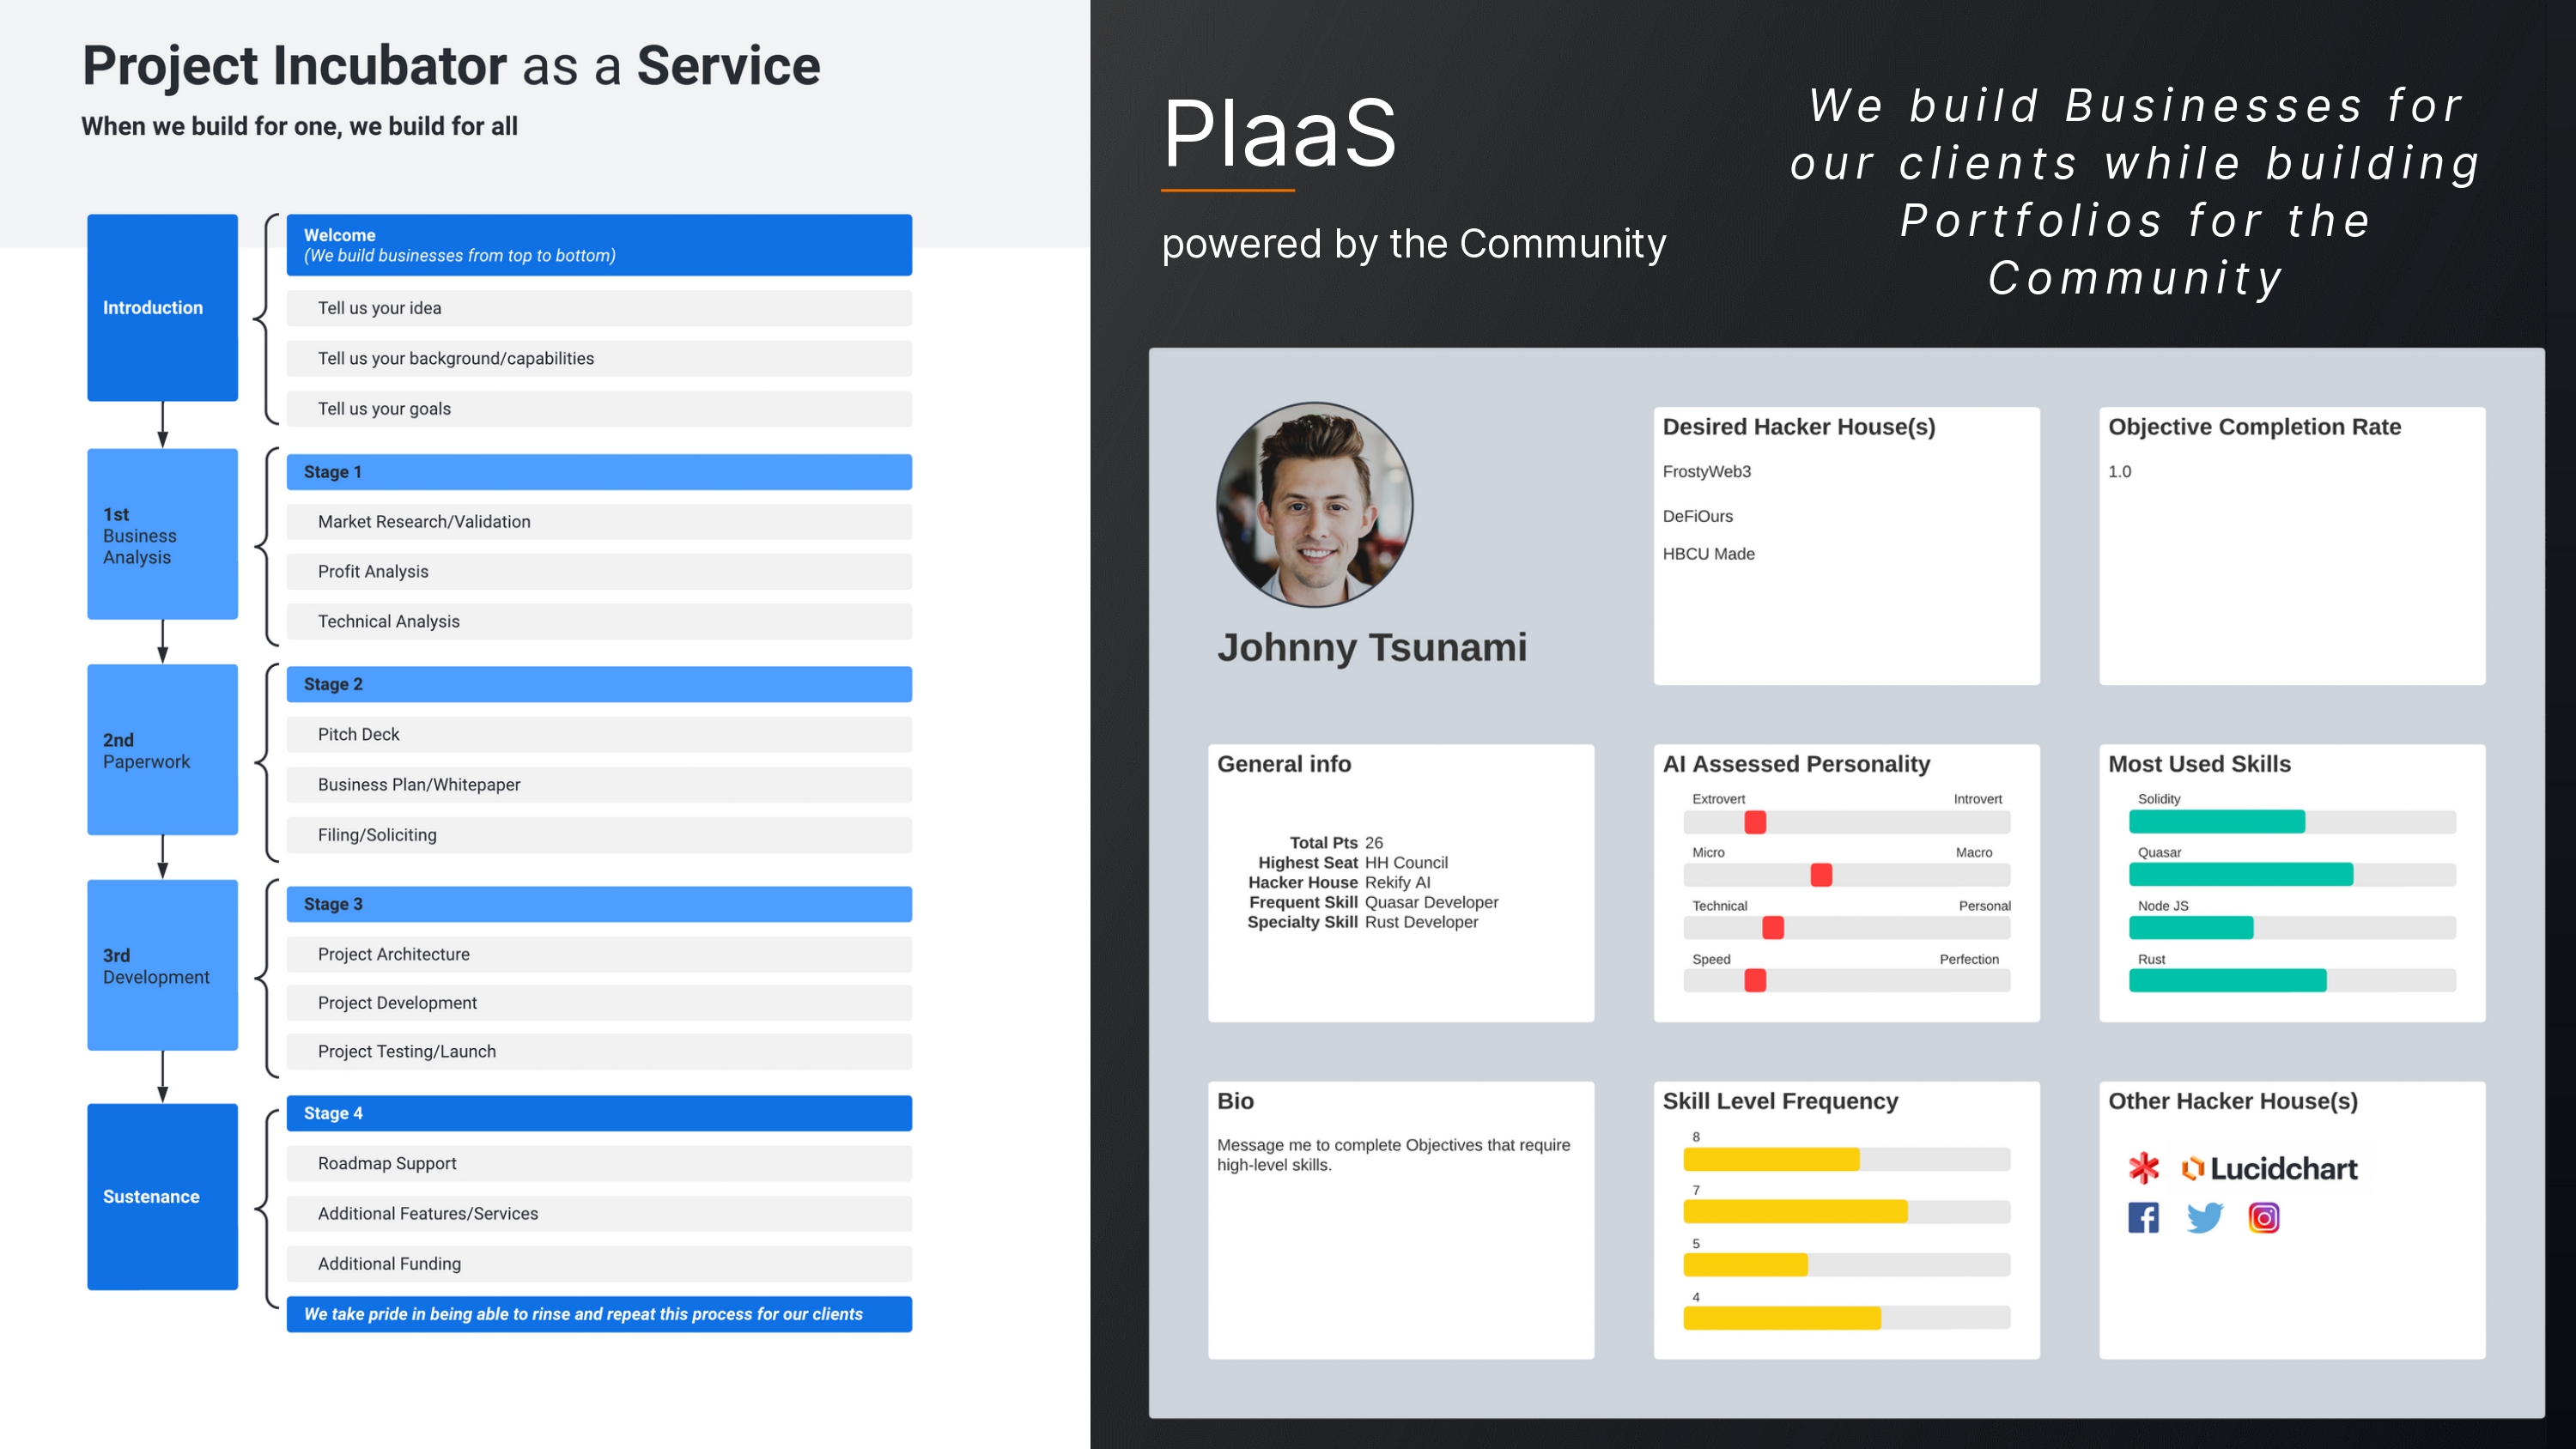 Project Incubator as a Service
When we build for one, we build for all
Introduction
Welcome
(We build businesses from top to bottom)
Tell us your idea
Tell us your background/capabilities
Tell us your goals
1st
Business
Analysis
Stage 1
Market Research/Validation
Profit Analysis
Technical Analysis
2nd
Paperwork
Stage 2
Pitch Deck
Business Plan/Whitepaper
Filing/Soliciting
3rd
Development
Stage 3
Project Architecture
Project Development
Project Testing/Launch
Sustenance
Stage 4
Roadmap Support
Additional Features/Services
Additional Funding
We take pride in being able to rinse and repeat this process for our clients
PIaaS
powered by the Community
We build Businesses for
our clients while building
Portfolios for the
Community
Johnny Tsunami
Desired Hacker House(s)
FrostyWeb3
DeFiOurs
HBCU Made
Objective Completion Rate
1.0
General info
Total Pts 26
Highest Seat HH Council
Hacker House Rekify AI
Frequent Skill Quasar Developer
Specialty Skill Rust Developer
AI Assessed Personality
Extrovert Introvert
Micro Macro
Technical Personal
Speed Perfection
Most Used Skills
Solidity
Quasar
Node JS
Rust
Bio
Message me to complete Objectives that require
high-level skills.
Skill Level Frequency
8
7
5
4
Other Hacker House(s)
Lucidchart